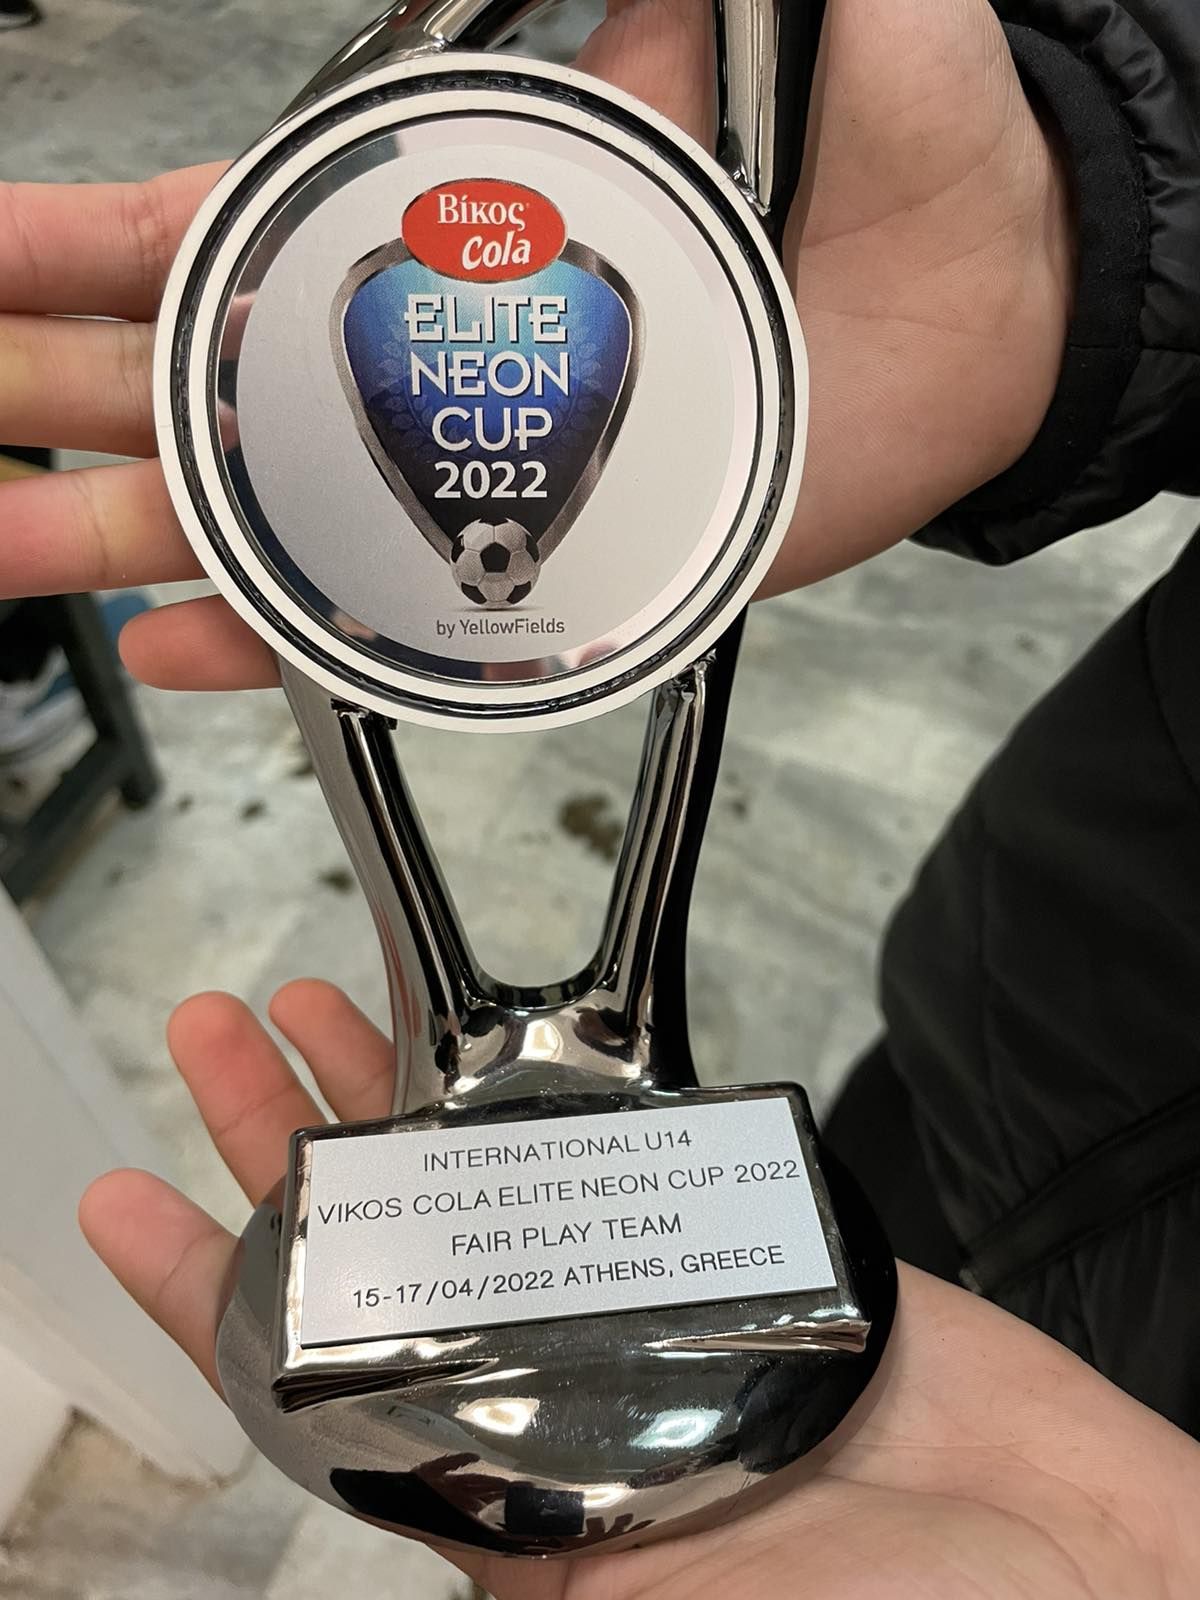 Βίκος
Cola
ELITE
NEON
CUP
2022
by YellowFields
INTERNATIONAL U14
VIKOS COLA ELITE NEON CUP 2022
FAIR PLAY TEAM
15-17/04/2022 ATHENS, GREECE